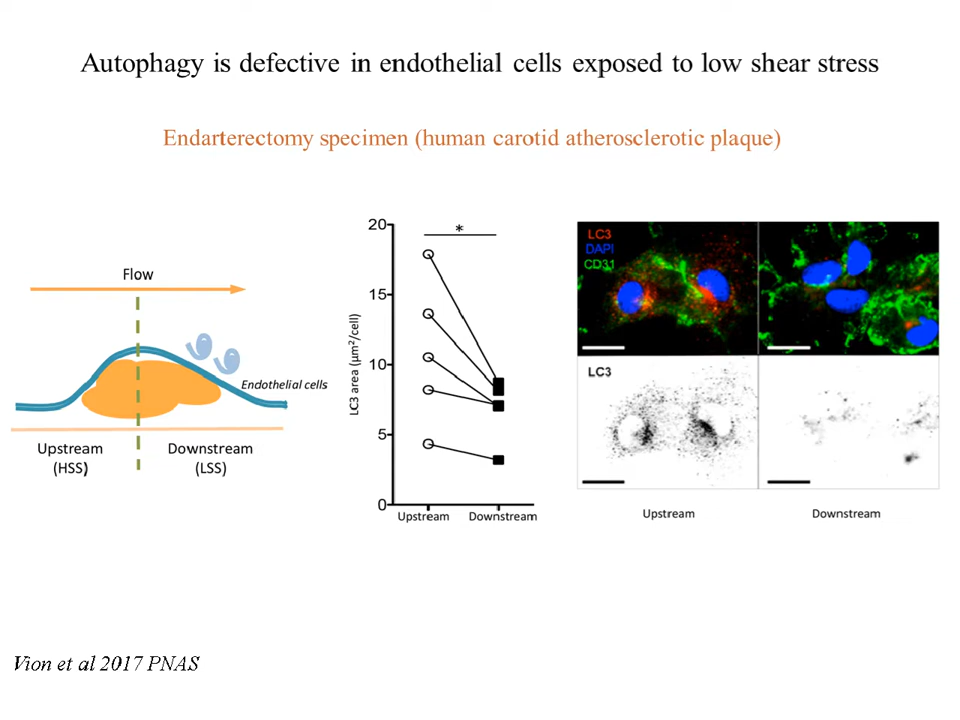 Autophagy is defective in endothelial cells exposed to low shear stress
Endarterectomy specimen (human carotid atherosclerotic plaque)
Flow
Endothelial cells
Upstream
(HSS)
Downstream
(LSS)
LC3 area (µm²/cell)
20
15
10
5
0
*
Upstream
Downstream
LC3
DAPI
CD31
LC3
Upstream
Downstream
Vion et al 2017 PNAS